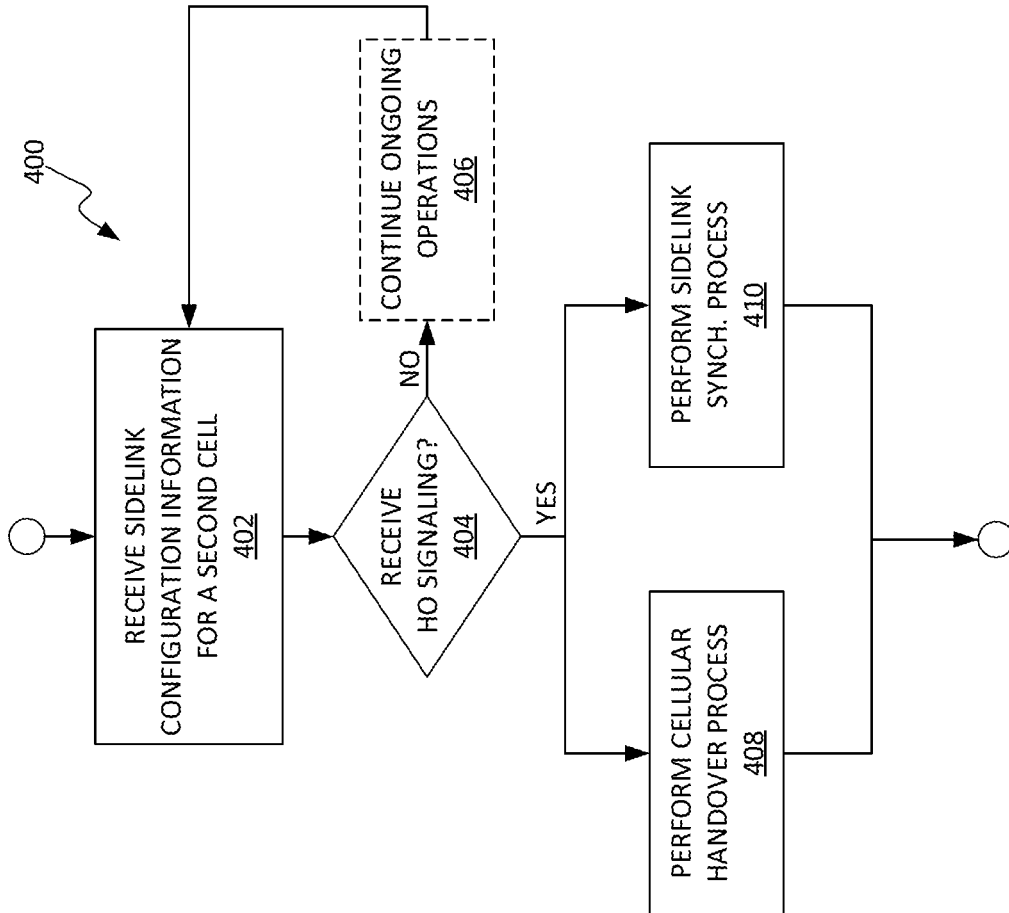 400
RECEIVE SIDELINK
CONFIGURATION INFORMATION
FOR A SECOND CELL
402
RECEIVE
HO SIGNALING?
404
NO
CONTINUE ONGOING
OPERATIONS
406
YES
PERFORM CELLULAR
HANDOVER PROCESS
408
PERFORM SIDELINK
SYNCH. PROCESS
410